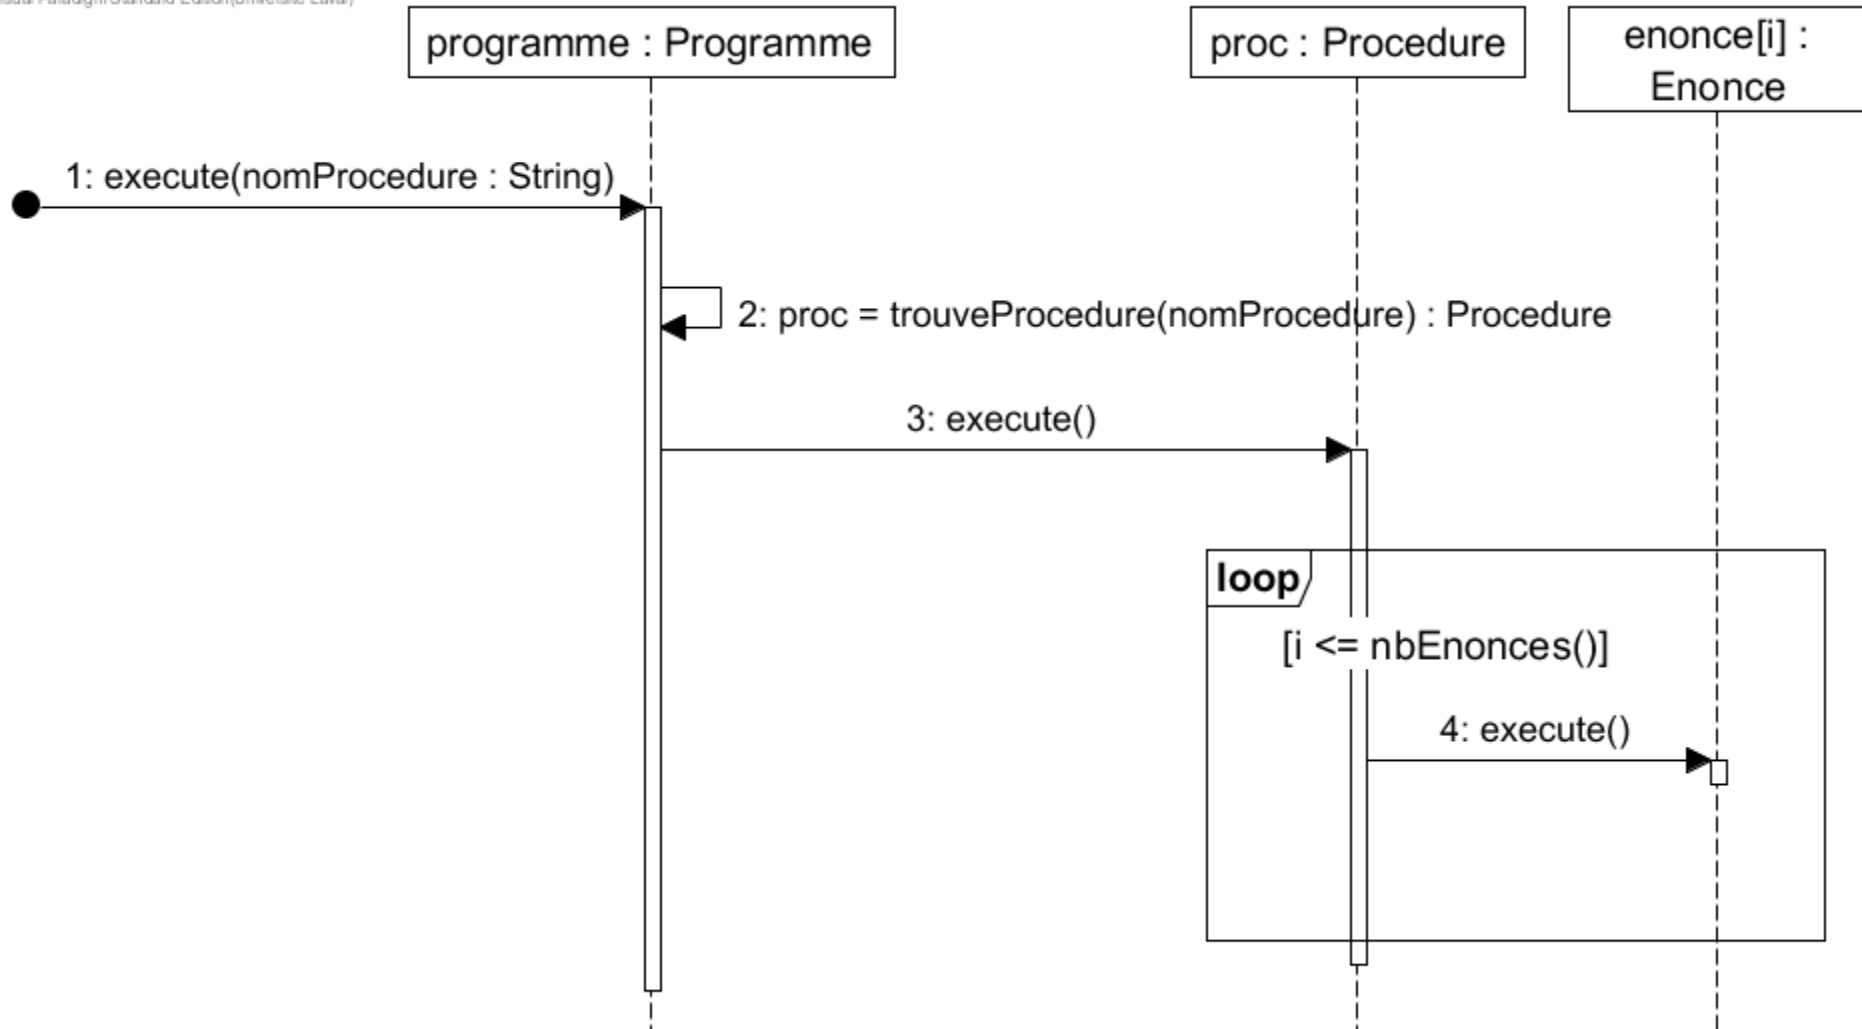 programme : Programme
proc : Procedure
enonce[i] :
Enonce
1: execute(nomProcedure : String)
2: proc = trouveProcedure(nomProcedure) : Procedure
3: execute()
loop
[i <= nbEnonces()]
4: execute()